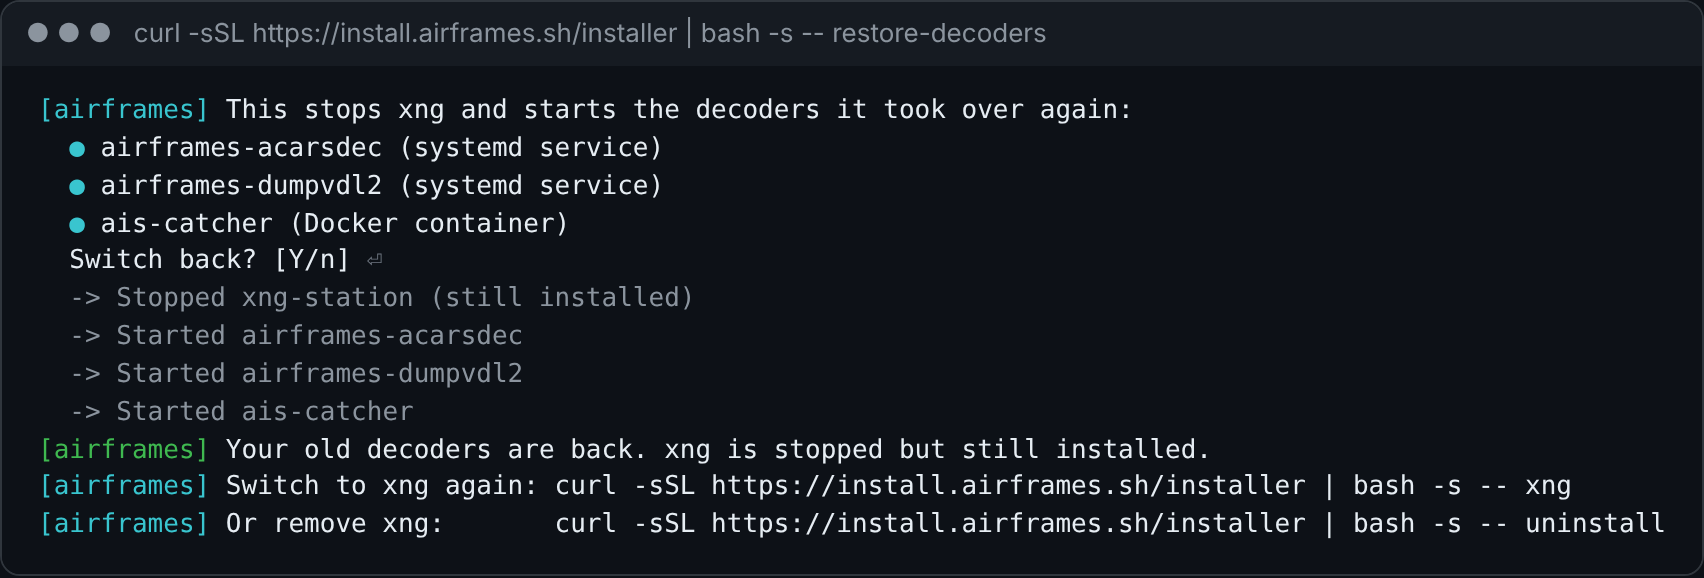 curl -sSL https://install.airframes.sh/installer | bash -s -- restore-decoders
[airframes] This stops xng and starts the decoders it took over again:
● airframes-acarsdec (systemd service)
● airframes-dumpvdl2 (systemd service)
● ais-catcher (Docker container)
Switch back? [Y/n] ⏎
-> Stopped xng-station (still installed)
-> Started airframes-acarsdec
-> Started airframes-dumpvdl2
-> Started ais-catcher
[airframes] Your old decoders are back. xng is stopped but still installed.
[airframes] Switch to xng again: curl -sSL https://install.airframes.sh/installer | bash -s -- xng
[airframes] Or remove xng:       curl -sSL https://install.airframes.sh/installer | bash -s -- uninstall